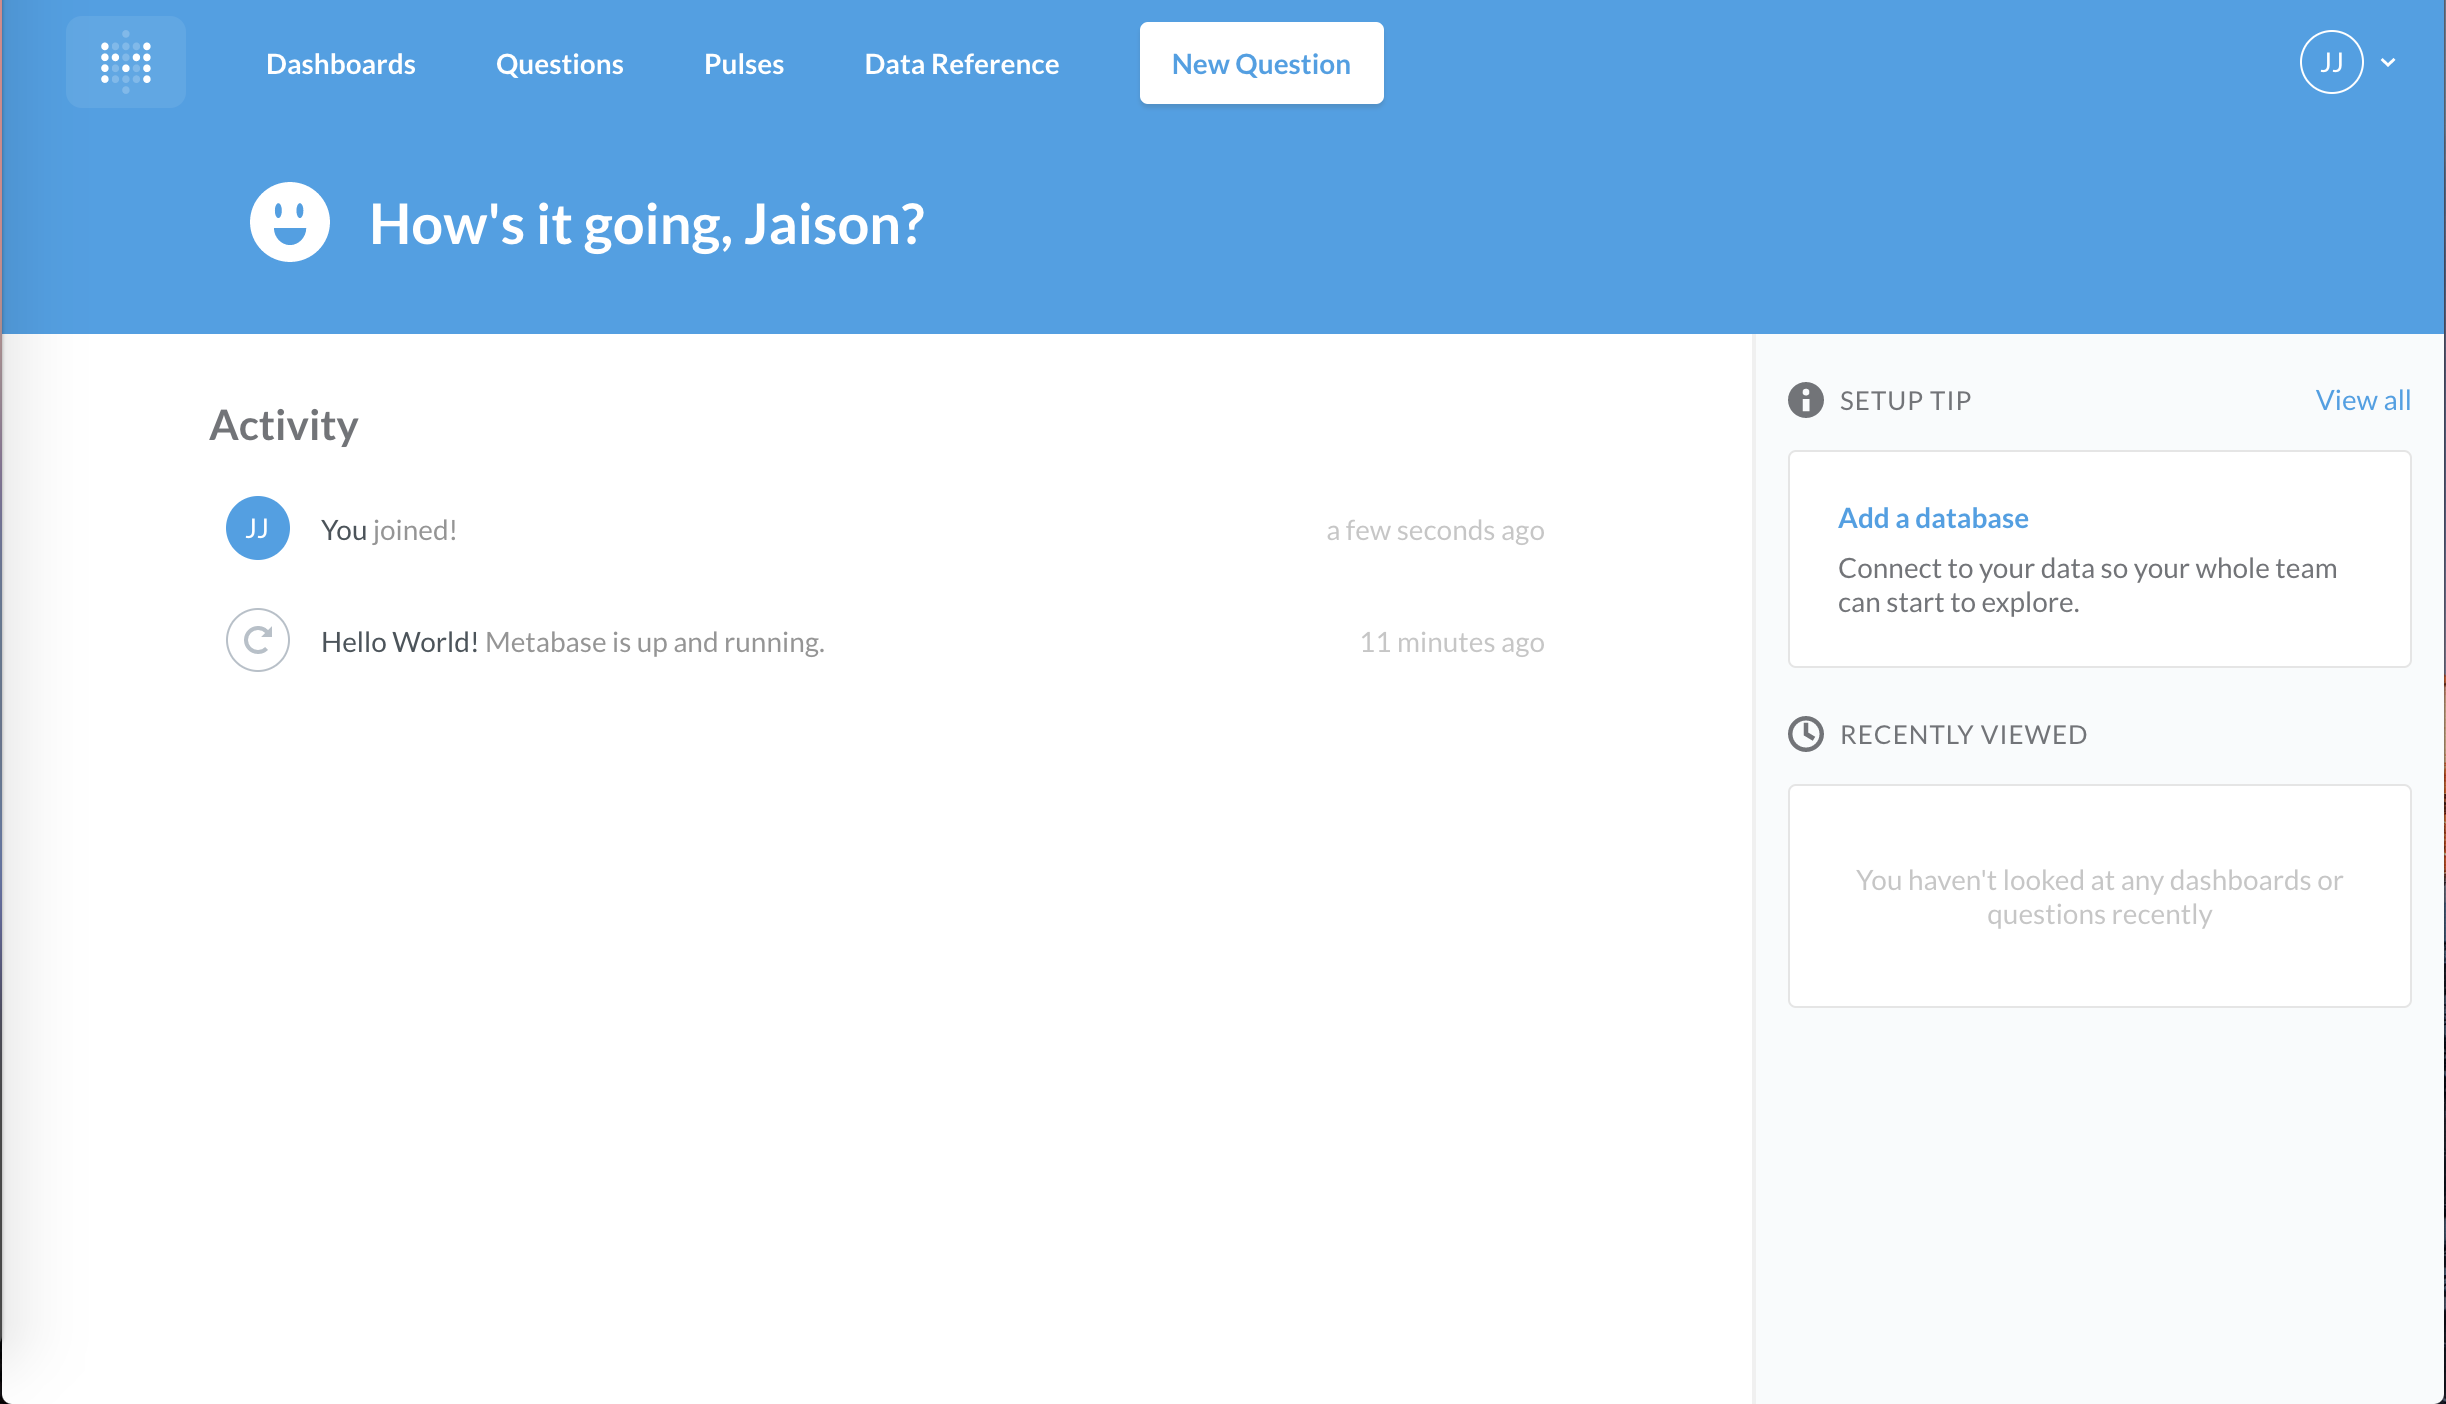 Dashboards
Questions
Pulses
Data Reference
New Question
JJ
How's it going, Jaison?
Activity
JJ
You joined!
a few seconds ago
Hello World! Metabase is up and running.
11 minutes ago
SETUP TIP
View all
Add a database
Connect to your data so your whole team
can start to explore.
RECENTLY VIEWED
You haven't looked at any dashboards or
questions recently